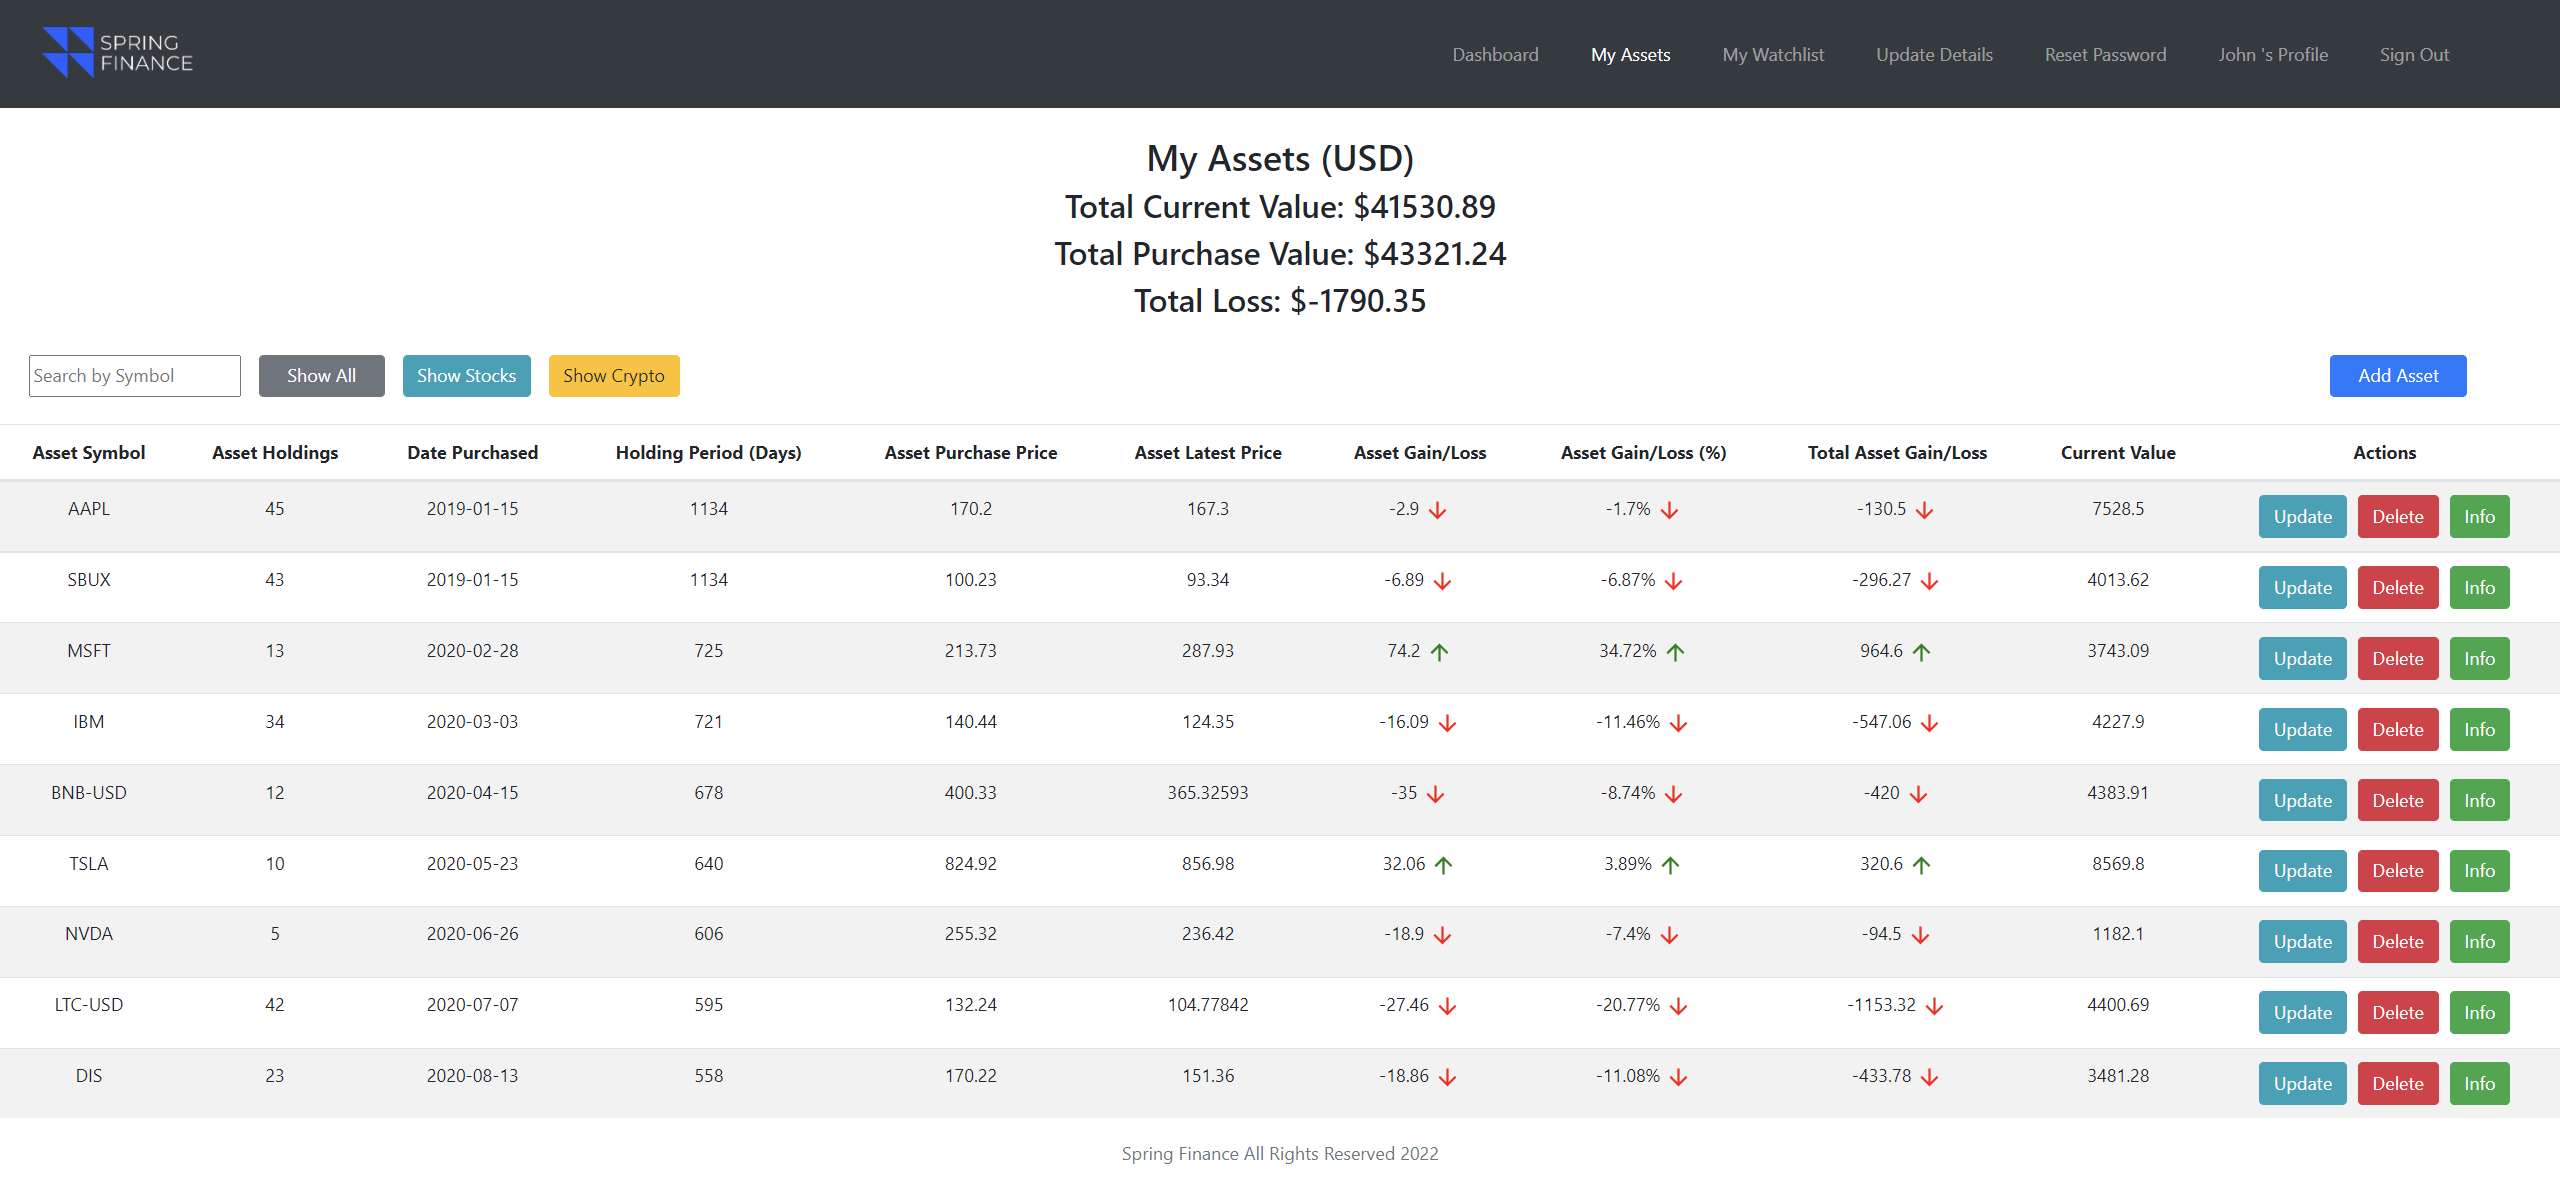 SPRING
FINANCE
Dashboard My Assets My Watchlist Update Details Reset Password John 's Profile Sign Out
My Assets (USD)
Total Current Value: $41530.89
Total Purchase Value: $43321.24
Total Loss: $-1790.35
Search by Symbol Show All Show Stocks Show Crypto Add Asset
Asset Symbol Asset Holdings Date Purchased Holding Period (Days) Asset Purchase Price Asset Latest Price Asset Gain/Loss Asset Gain/Loss (%) Total Asset Gain/Loss Current Value Actions
AAPL 45 2019-01-15 1134 170.2 167.3 -2.9 -1.7% -130.5 7528.5 Update Delete Info
SBUX 43 2019-01-15 1134 100.23 93.34 -6.89 -6.87% -296.27 4013.62 Update Delete Info
MSFT 13 2020-02-28 725 213.73 287.93 74.2 34.72% 964.6 3743.09 Update Delete Info
IBM 34 2020-03-03 721 140.44 124.35 -16.09 -11.46% -547.06 4227.9 Update Delete Info
BNB-USD 12 2020-04-15 678 400.33 365.32593 -35 -8.74% -420 4383.91 Update Delete Info
TSLA 10 2020-05-23 640 824.92 856.98 32.06 3.89% 320.6 8569.8 Update Delete Info
NVDA 5 2020-06-26 606 255.32 236.42 -18.9 -7.4% -94.5 1182.1 Update Delete Info
LTC-USD 42 2020-07-07 595 132.24 104.77842 -27.46 -20.77% -1153.32 4400.69 Update Delete Info
DIS 23 2020-08-13 558 170.22 151.36 -18.86 -11.08% -433.78 3481.28 Update Delete Info
Spring Finance All Rights Reserved 2022